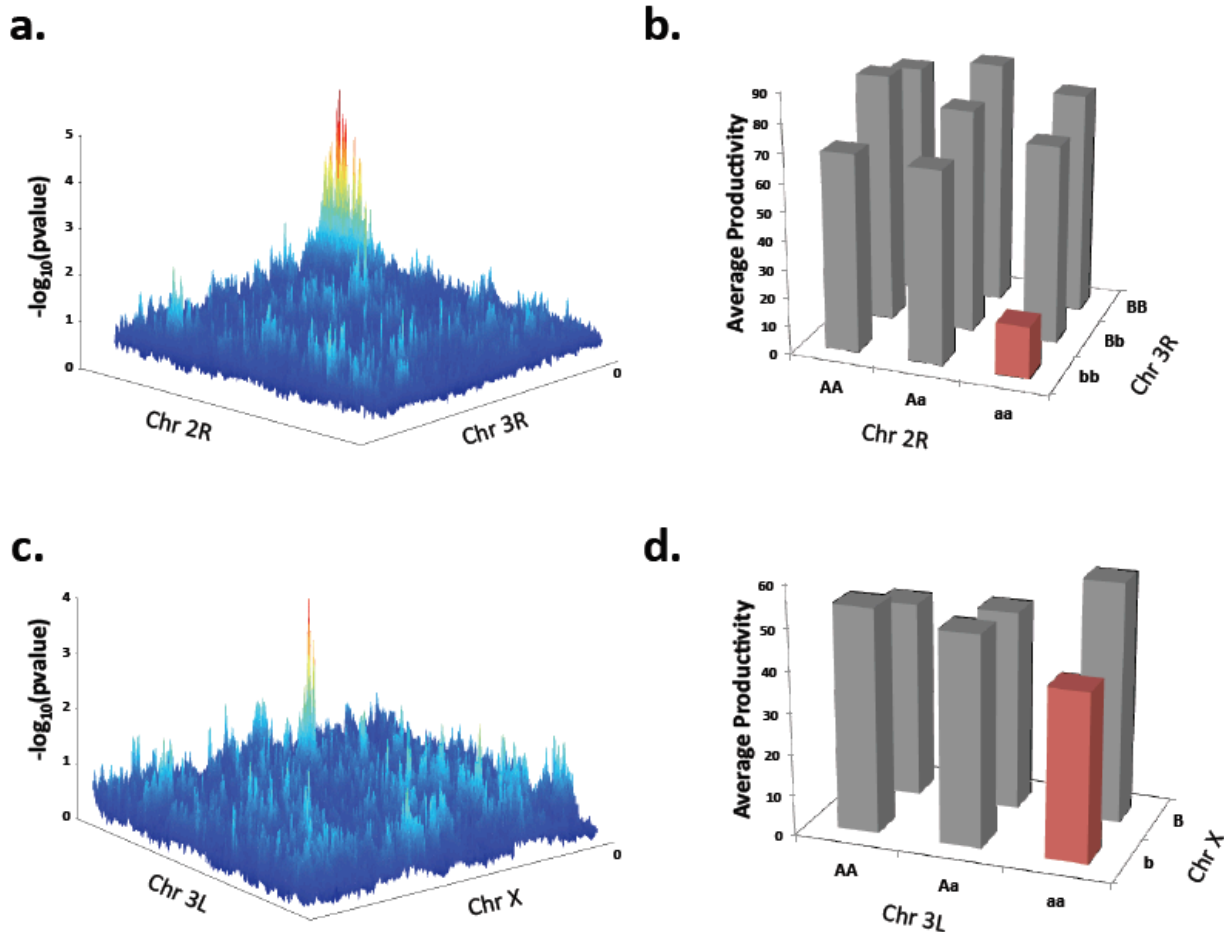 a.
5
4
3
2
1
0
-log10(pvalue)
Chr 2R
Chr 3R
0
b.
90
80
70
60
50
40
30
20
10
0
Average Productivity
AA
Aa
aa
Chr 2R
bb
Bb
BB
Chr 3R
c.
4
3
2
1
0
-log10(pvalue)
Chr 3L
Chr X
0
d.
60
50
40
30
20
10
0
Average Productivity
AA
Aa
aa
Chr 3L
b
B
Chr X